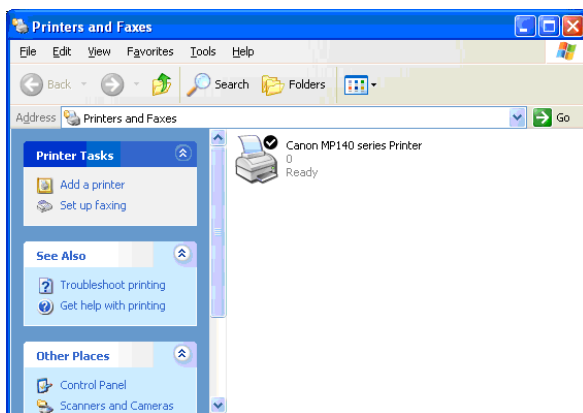 Printers and Faxes
File Edit View Favorites Tools Help
Back Search Folders
Address Printers and Faxes Go
Printer Tasks
Add a printer
Set up faxing
See Also
Troubleshoot printing
Get help with printing
Other Places
Control Panel
Scanners and Cameras
Canon MP140 series Printer
0
Ready